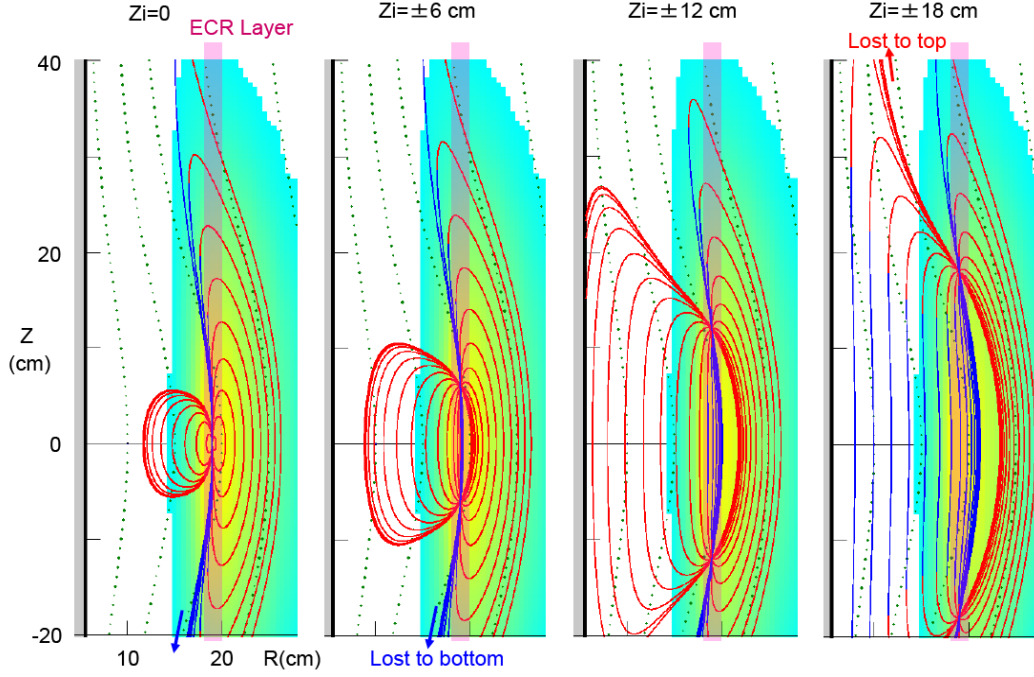 Zi=0
Zi=±6 cm
Zi=±12 cm
Zi=±18 cm
ECR Layer
Lost to top
40
20
Z
(cm)
0
-20
10
20
R(cm)
Lost to bottom